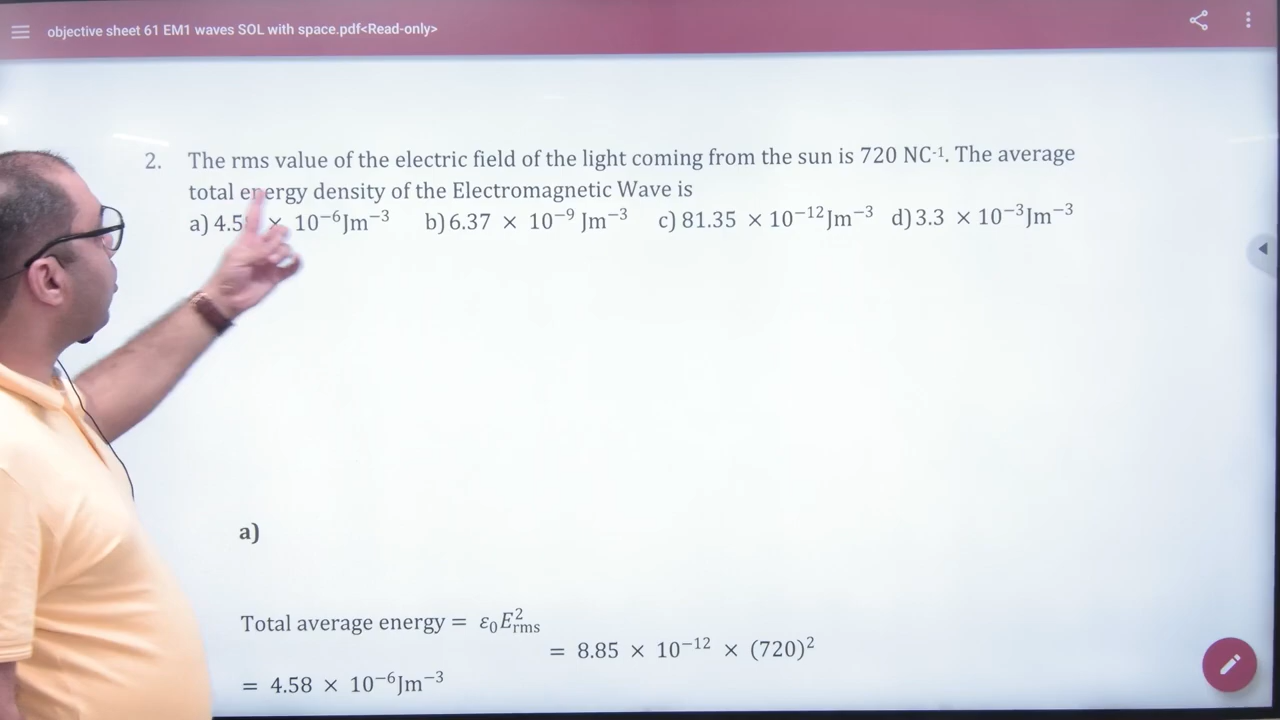 objective sheet 61 EM1 waves SOL with space.pdf<Read-only>
2. The rms value of the electric field of the light coming from the sun is 720 NC⁻¹. The average
total energy density of the Electromagnetic Wave is
a) 4.5 × 10⁻⁶Jm⁻³ b) 6.37 × 10⁻⁹ Jm⁻³ c) 81.35 × 10⁻¹²Jm⁻³ d) 3.3 × 10⁻³Jm⁻³
a)
Total average energy = ε₀E²rms
= 8.85 × 10⁻¹² × (720)²
= 4.58 × 10⁻⁶Jm⁻³